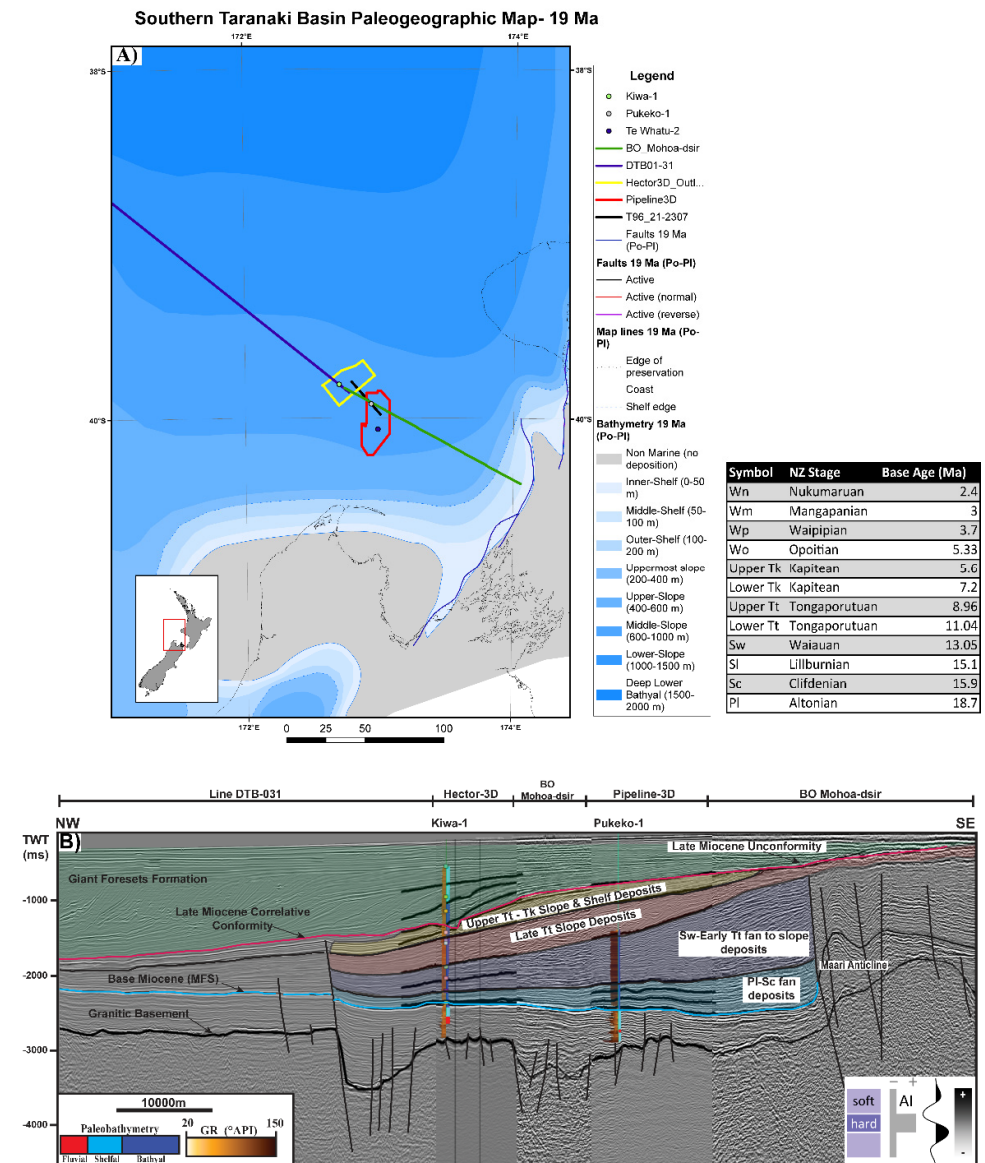 Southern Taranaki Basin Paleogeographic Map- 19 Ma
172°E
174°E
A)
38°S
38°S
40°S
40°S
172°E
174°E
0 25 50 100
Legend
Kiwa-1
Pukeko-1
Te Whatu-2
BO_Mohoa-dsir
DTB01-31
Hector3D_Outl...
Pipeline3D
T96_21-2307
Faults 19 Ma
(Po-Pl)
Faults 19 Ma (Po-Pl)
Active
Active (normal)
Active (reverse)
Map lines 19 Ma (Po-
Pl)
Edge of
preservation
Coast
Shelf edge
Bathymetry 19 Ma
(Po-Pl)
Non Marine (no
deposition)
Inner-Shelf (0-50
m)
Middle-Shelf (50-
100 m)
Outer-Shelf (100-
200 m)
Uppermost slope
(200-400 m)
Upper-Slope
(400-600 m)
Middle-Slope
(600-1000 m)
Lower-Slope
(1000-1500 m)
Deep Lower
Bathyal (1500-
2000 m)
Symbol NZ Stage Base Age (Ma)
Wn Nukumaruan 2.4
Wm Mangapanian 3
Wp Waipipian 3.7
Wo Opoitian 5.33
Upper Tk Kapitean 5.6
Lower Tk Kapitean 7.2
Upper Tt Tongaporutuan 8.96
Lower Tt Tongaporutuan 11.04
Sw Waiauan 13.05
Sl Lillburnian 15.1
Sc Clifdenian 15.9
Pl Altonian 18.7
Line DTB-031
Hector-3D
BO
Mohoa-dsir
Pipeline-3D
BO Mohoa-dsir
NW
Kiwa-1
Pukeko-1
SE
TWT
(ms)
B)
-1000
-2000
-3000
-4000
Late Miocene Unconformity
Giant Foresets Formation
Late Miocene Correlative
Conformity
Upper Tt - Tk Slope & Shelf Deposits
Late Tt Slope Deposits
Sw-Early Tt fan to slope
deposits
Base Miocene (MFS)
Maari Anticline
Pl-Sc fan
deposits
Granitic Basement
10000m
Paleobathymetry
Fluvial Shelfal Bathyal
20 150
GR (°API)
soft
hard
− +
AI
+
-